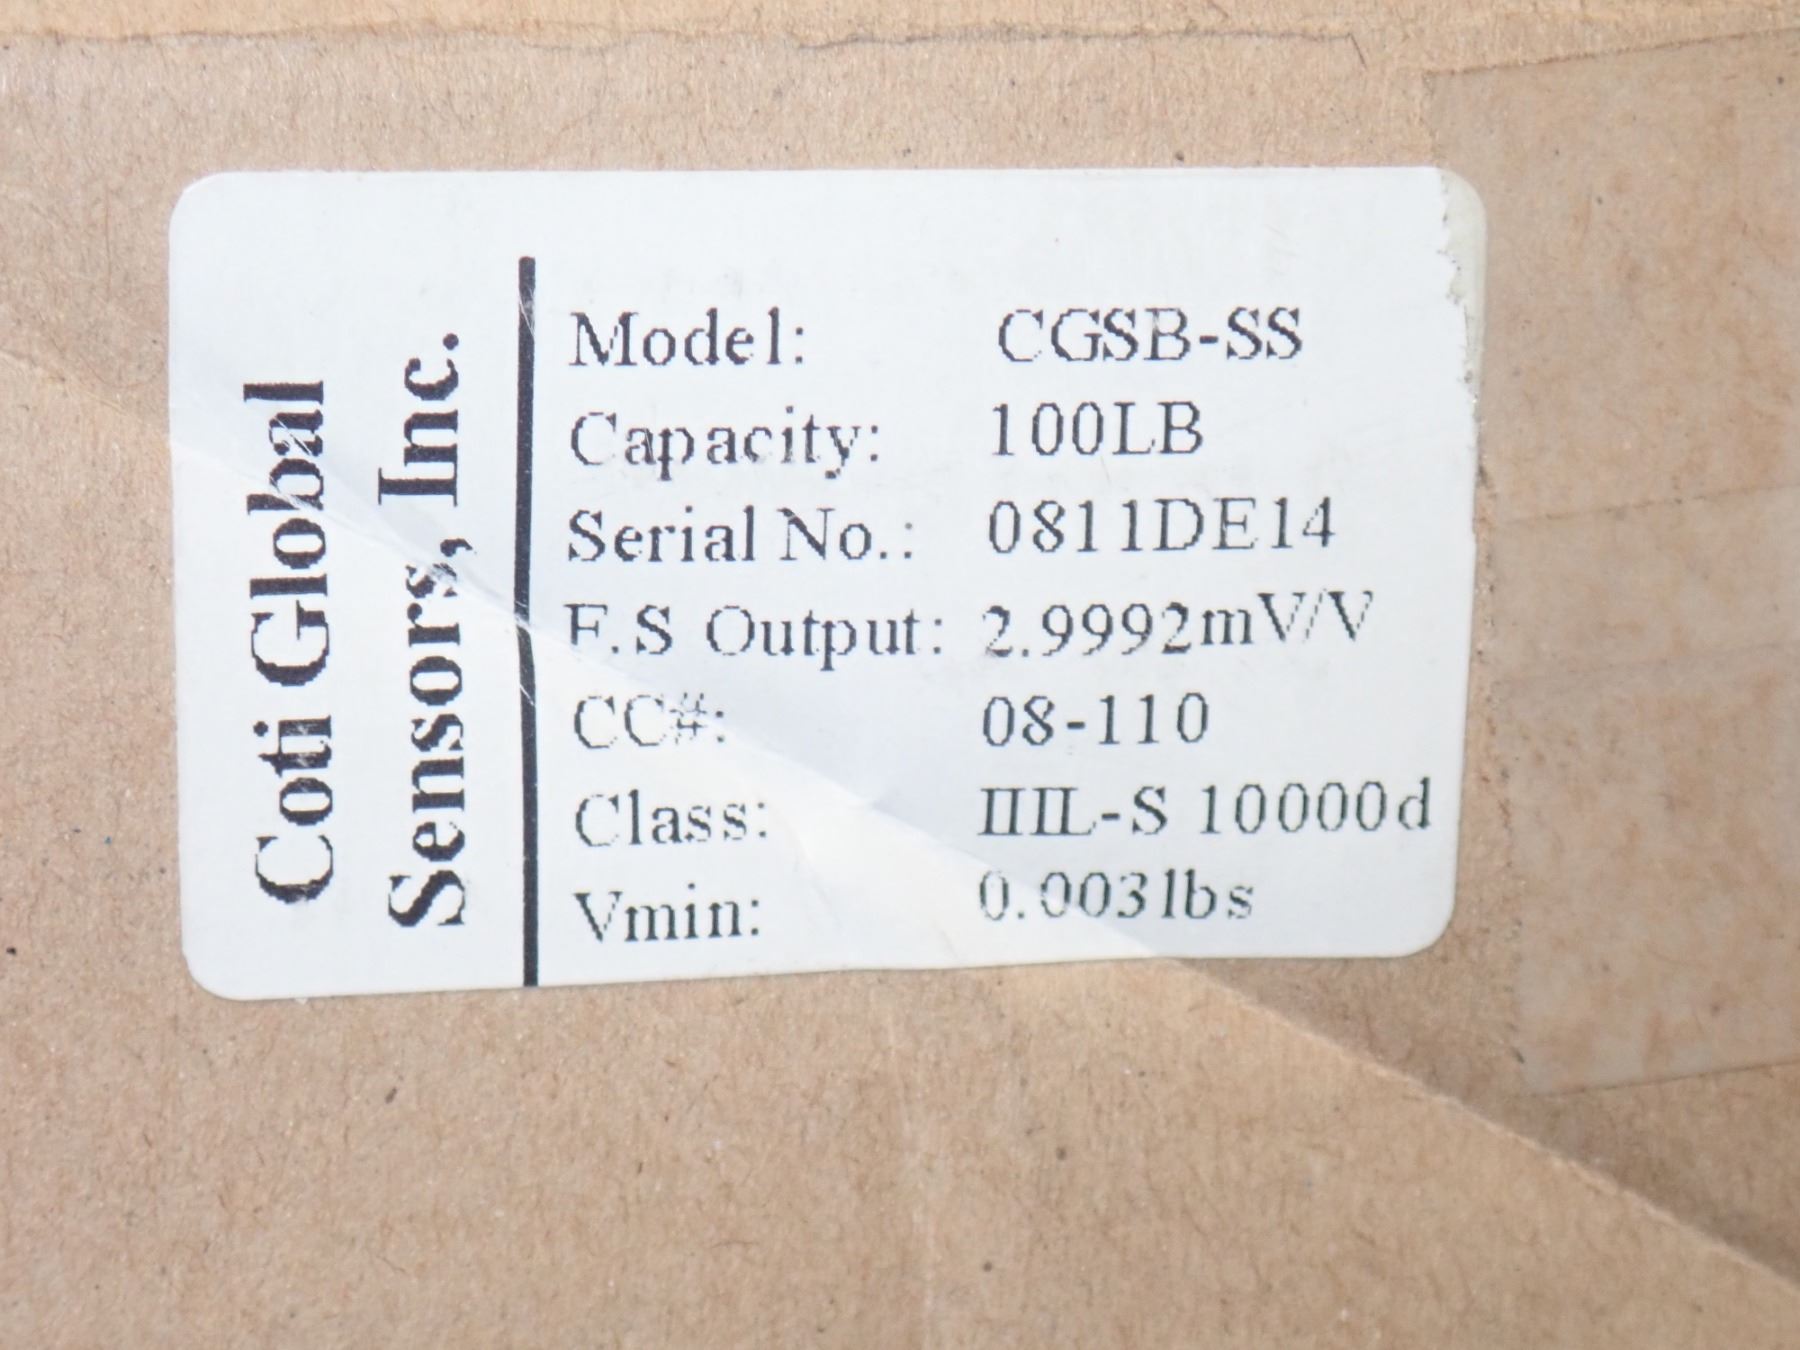 Coti Global
Sensors, Inc.
Model: CGSB-SS
Capacity: 100LB
Serial No.: 0811DE14
F.S Output: 2.9992mV/V
CC#: 08-110
Class: IIIL-S 10000d
Vmin: 0.003lbs